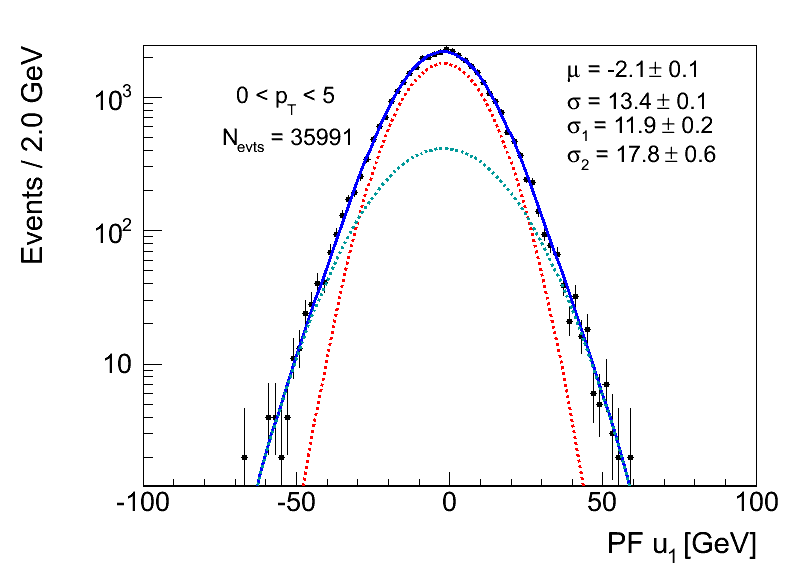 Events / 2.0 GeV
0 < p_T < 5
N_evts = 35991
μ = -2.1 ± 0.1
σ = 13.4 ± 0.1
σ_1 = 11.9 ± 0.2
σ_2 = 17.8 ± 0.6
10^3
10^2
10
-100 -50 0 50 100
PF u_1 [GeV]